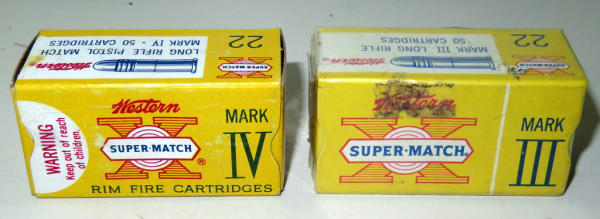 22
MARK IV - 50 CARTRIDGES
LONG RIFLE PISTOL MATCH
SUPER-MATCH
Western
Western
MARK
IV
X
SUPER-MATCH
®
RIM FIRE CARTRIDGES
WARNING
Keep out of reach
of children.
22
50 CARTRIDGES
MARK III LONG RIFLE
SUPER-MATCH
Western
Western
MARK
III
X
SUPER-MATCH